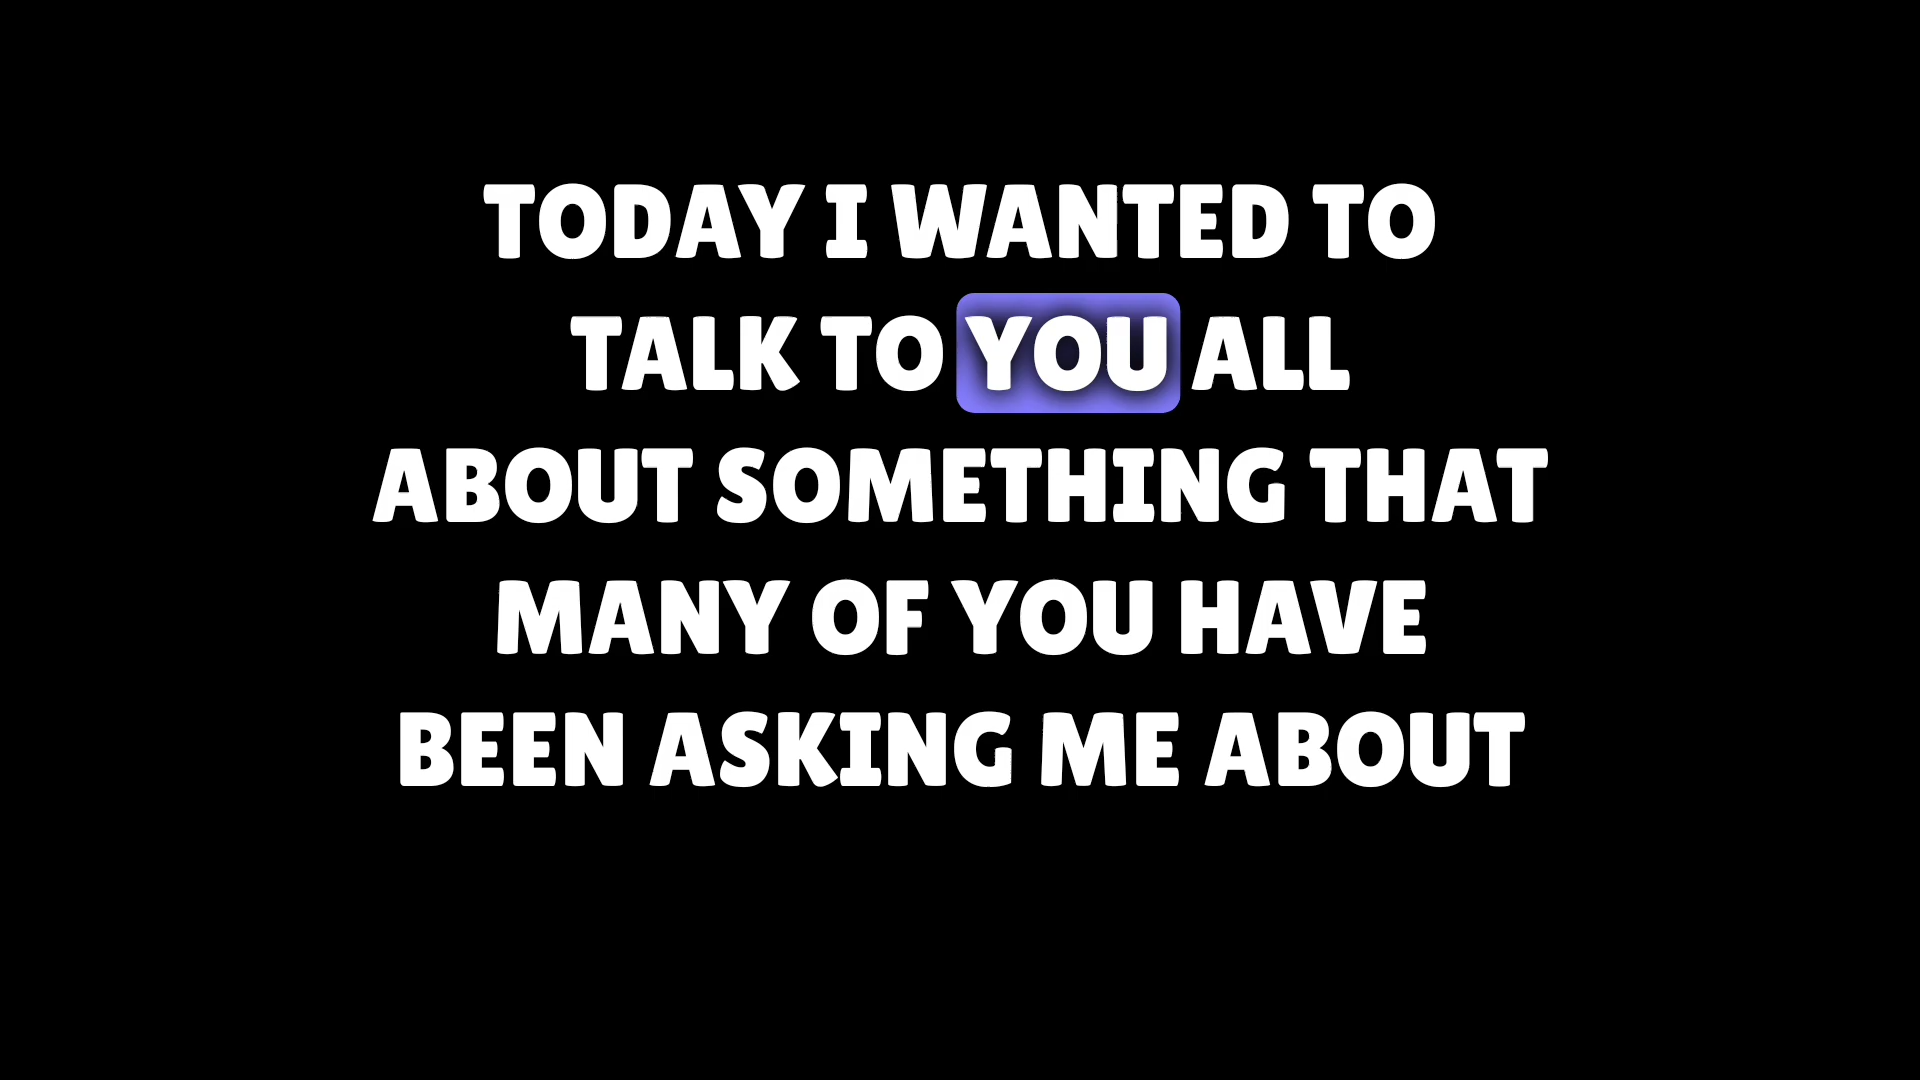 TODAY I WANTED TO
TALK TO YOU ALL
ABOUT SOMETHING THAT
MANY OF YOU HAVE
BEEN ASKING ME ABOUT